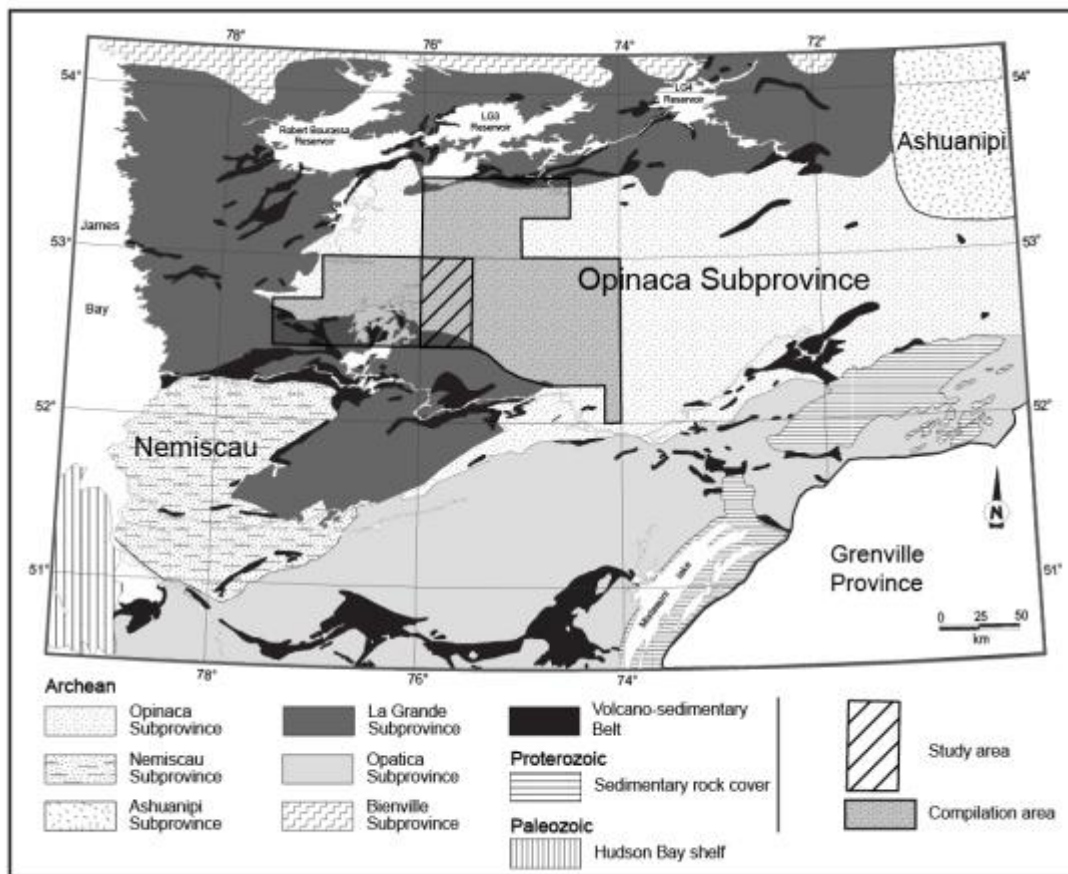 78°
76°
74°
72°
54°
54°
LG4
Reservoir
LG3
Reservoir
Robert Bourassa
Reservoir
Ashuanipi
James
53°
53°
Opinaca Subprovince
Bay
52°
52°
Nemiscau
N
Grenville
Province
51°
51°
Mistassini lake
0 25 50
km
78°
76°
74°
Archean
Opinaca
Subprovince
La Grande
Subprovince
Volcano-sedimentary
Belt
Study area
Nemiscau
Subprovince
Opatica
Subprovince
Proterozoic
Sedimentary rock cover
Ashuanipi
Subprovince
Bienville
Subprovince
Compilation area
Paleozoic
Hudson Bay shelf